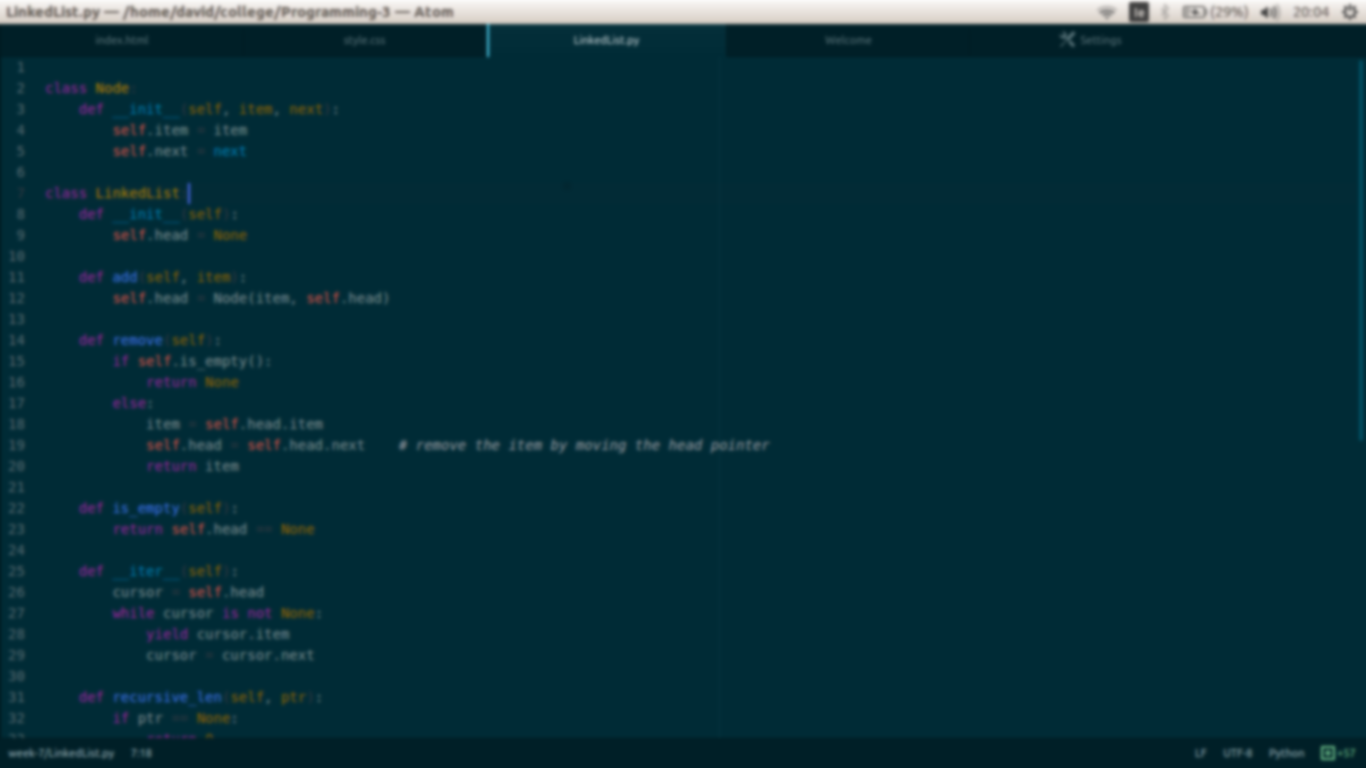 LinkedList.py — /home/david/college/Programming-3 — Atom
(29%) 20:04
index.html style.css LinkedList.py Welcome Settings
1
2 class Node:
3 def __init__(self, item, next):
4 self.item = item
5 self.next = next
6
7 class LinkedList
8 def __init__(self):
9 self.head = None
10
11 def add(self, item):
12 self.head = Node(item, self.head)
13
14 def remove(self):
15 if self.is_empty():
16 return None
17 else:
18 item = self.head.item
19 self.head = self.head.next # remove the item by moving the head pointer
20 return item
21
22 def is_empty(self):
23 return self.head == None
24
25 def __iter__(self):
26 cursor = self.head
27 while cursor is not None:
28 yield cursor.item
29 cursor = cursor.next
30
31 def recursive_len(self, ptr):
32 if ptr == None:
33 return 0
week-7/LinkedList.py 7:18 LF UTF-8 Python +57